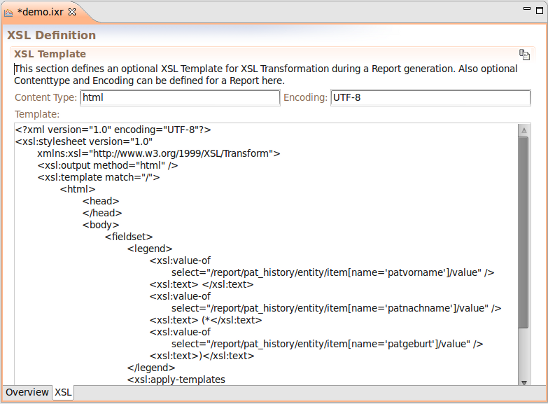 *demo.ixr
XSL Definition
XSL Template
This section defines an optional XSL Template for XSL Transformation during a Report generation. Also optional
Contenttype and Encoding can be defined for a Report here.
Content Type: html Encoding: UTF-8
Template:
<?xml version="1.0" encoding="UTF-8"?>
<xsl:stylesheet version="1.0"
xmlns:xsl="http://www.w3.org/1999/XSL/Transform">
<xsl:output method="html" />
<xsl:template match="/">
<html>
<head>
</head>
<body>
<fieldset>
<legend>
<xsl:value-of
select="/report/pat_history/entity/item[name='patvorname']/value" />
<xsl:text> </xsl:text>
<xsl:value-of
select="/report/pat_history/entity/item[name='patnachname']/value" />
<xsl:text> (*</xsl:text>
<xsl:value-of
select="/report/pat_history/entity/item[name='patgeburt']/value" />
<xsl:text>)</xsl:text>
</legend>
<xsl:apply-templates
Overview XSL